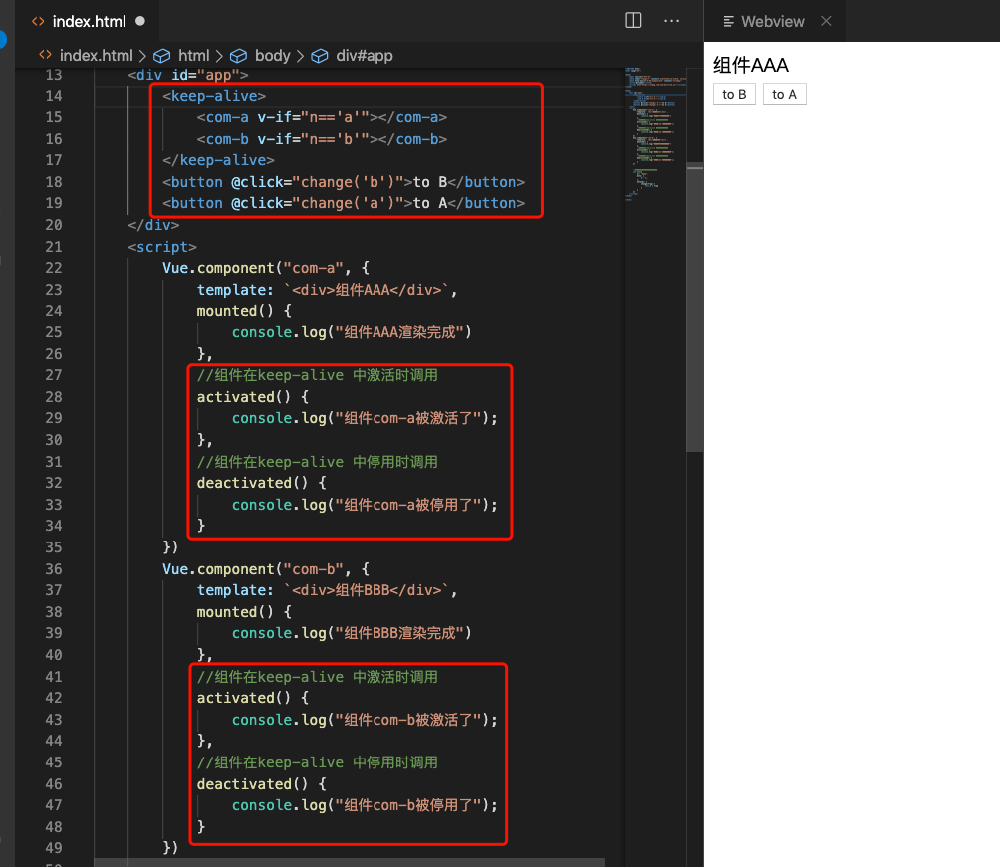 index.html
Webview
index.html > html > body > div#app
13 <div id="app">
14 <keep-alive>
15 <com-a v-if="n=='a'"></com-a>
16 <com-b v-if="n=='b'"></com-b>
17 </keep-alive>
18 <button @click="change('b')">to B</button>
19 <button @click="change('a')">to A</button>
20 </div>
21 <script>
22 Vue.component("com-a", {
23 template: `<div>组件AAA</div>`,
24 mounted() {
25 console.log("组件AAA渲染完成")
26 },
27 //组件在keep-alive 中激活时调用
28 activated() {
29 console.log("组件com-a被激活了");
30 },
31 //组件在keep-alive 中停用时调用
32 deactivated() {
33 console.log("组件com-a被停用了");
34 }
35 })
36 Vue.component("com-b", {
37 template: `<div>组件BBB</div>`,
38 mounted() {
39 console.log("组件BBB渲染完成")
40 },
41 //组件在keep-alive 中激活时调用
42 activated() {
43 console.log("组件com-b被激活了");
44 },
45 //组件在keep-alive 中停用时调用
46 deactivated() {
47 console.log("组件com-b被停用了");
48 }
49 })
组件AAA
to B to A